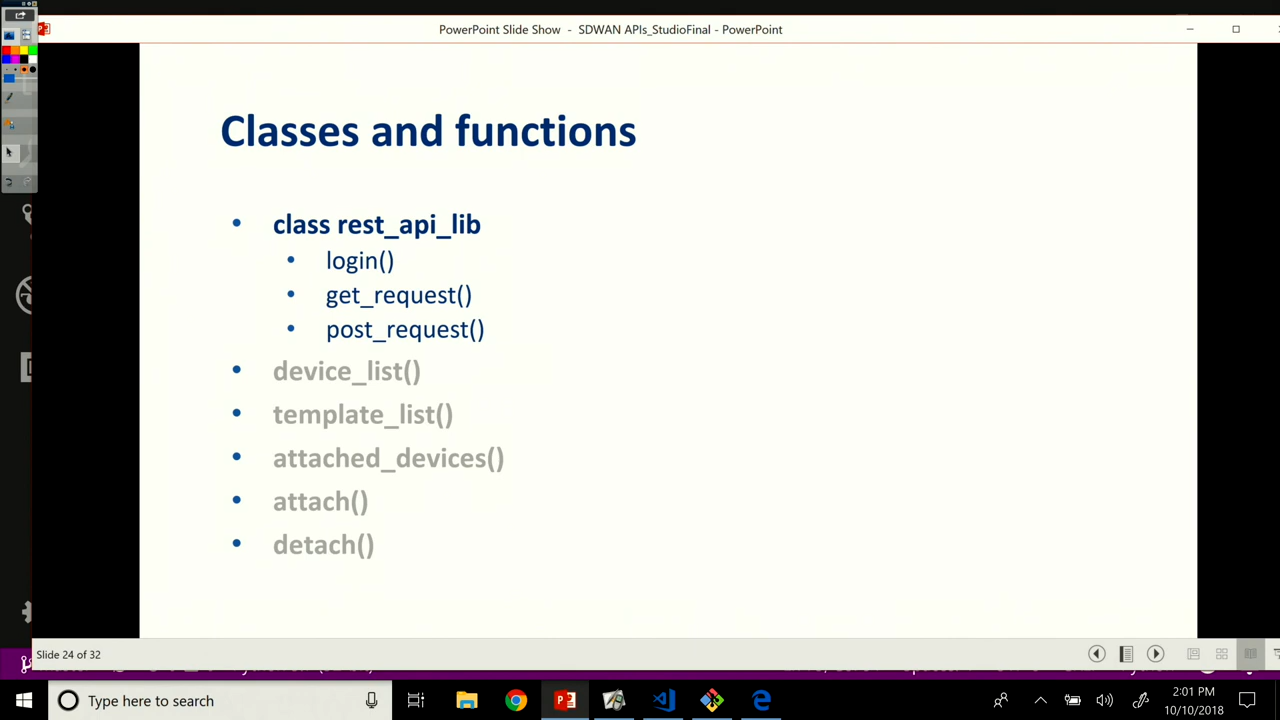 PowerPoint Slide Show - SDWAN APIs_StudioFinal - PowerPoint
Classes and functions
• class rest_api_lib
• login()
• get_request()
• post_request()
• device_list()
• template_list()
• attached_devices()
• attach()
• detach()
Slide 24 of 32
Type here to search
2:01 PM
10/10/2018